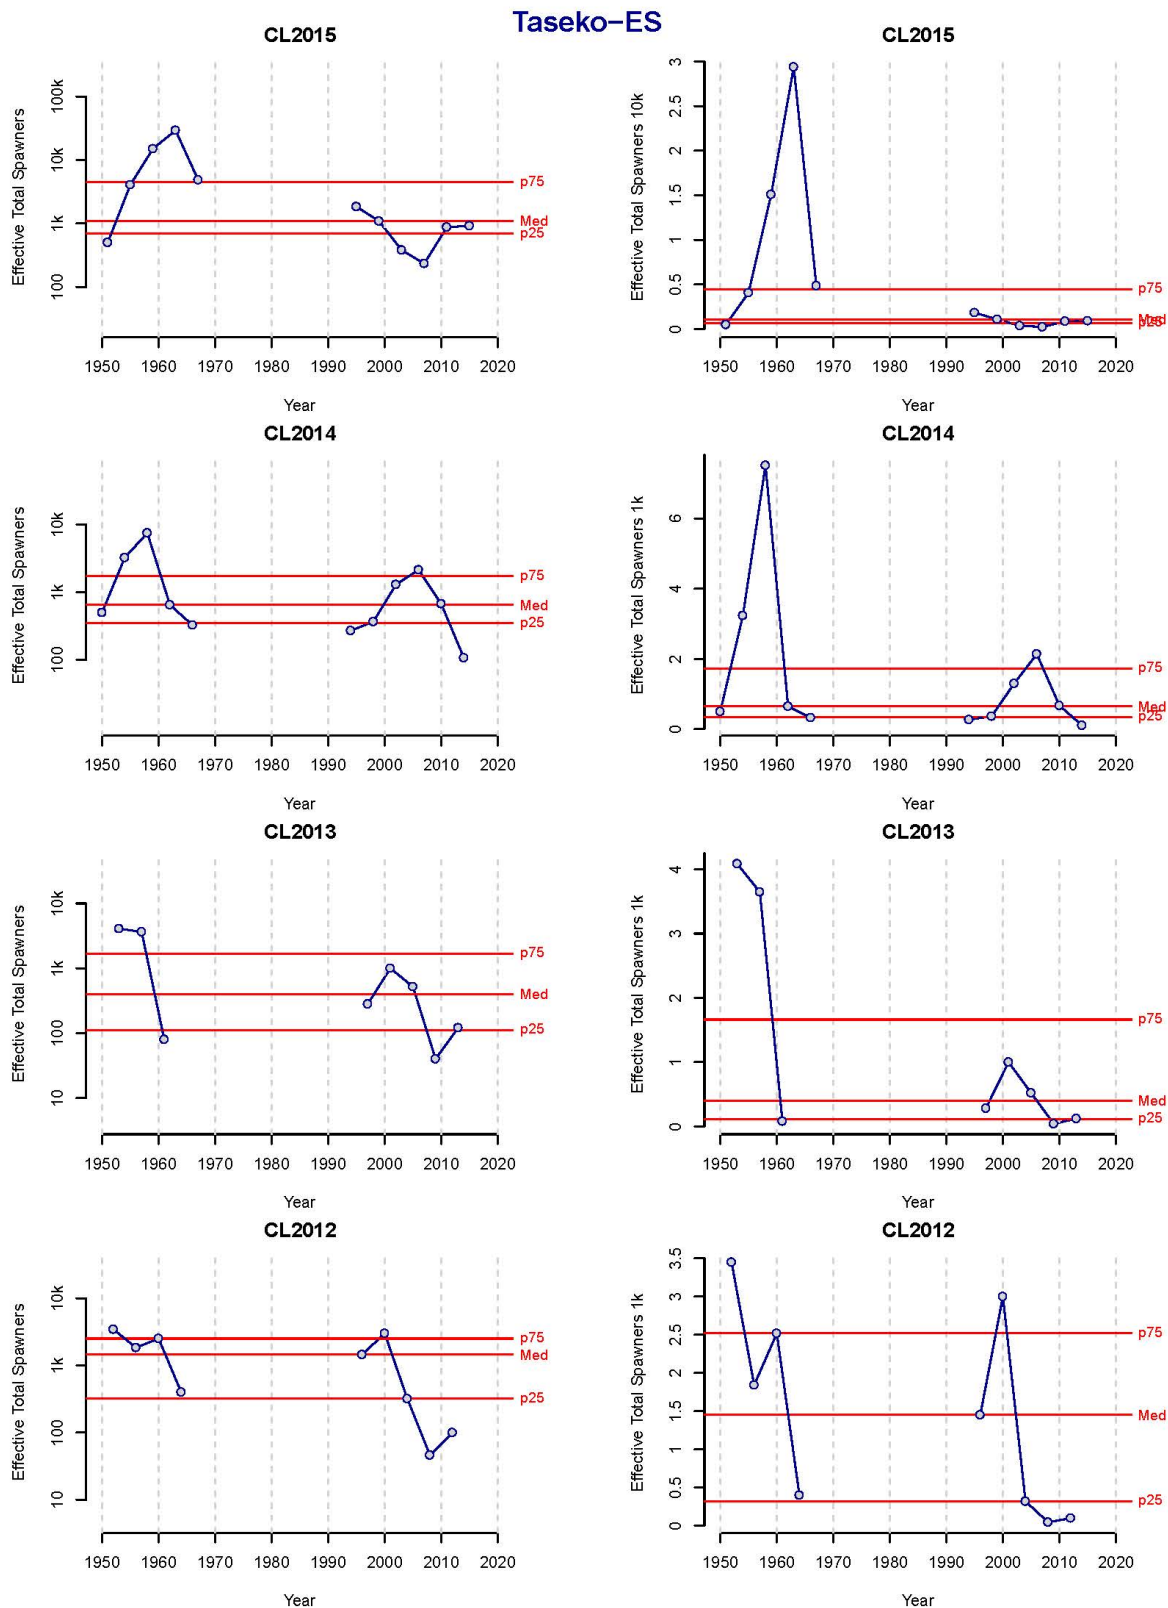 Taseko−ES
CL2015
Effective Total Spawners
100k
10k
1k
100
p75
Med
p25
1950 1960 1970 1980 1990 2000 2010 2020
Year
CL2015
Effective Total Spawners 10k
3
2.5
2
1.5
1
0.5
0
p75
Med
p25
1950 1960 1970 1980 1990 2000 2010 2020
Year
CL2014
Effective Total Spawners
10k
1k
100
p75
Med
p25
1950 1960 1970 1980 1990 2000 2010 2020
Year
CL2014
Effective Total Spawners 1k
6
4
2
0
p75
Med
p25
1950 1960 1970 1980 1990 2000 2010 2020
Year
CL2013
Effective Total Spawners
10k
1k
100
10
p75
Med
p25
1950 1960 1970 1980 1990 2000 2010 2020
Year
CL2013
Effective Total Spawners 1k
4
3
2
1
0
p75
Med
p25
1950 1960 1970 1980 1990 2000 2010 2020
Year
CL2012
Effective Total Spawners
10k
1k
100
10
p75
Med
p25
1950 1960 1970 1980 1990 2000 2010 2020
Year
CL2012
Effective Total Spawners 1k
3.5
3
2.5
2
1.5
1
0.5
0
p75
Med
p25
1950 1960 1970 1980 1990 2000 2010 2020
Year